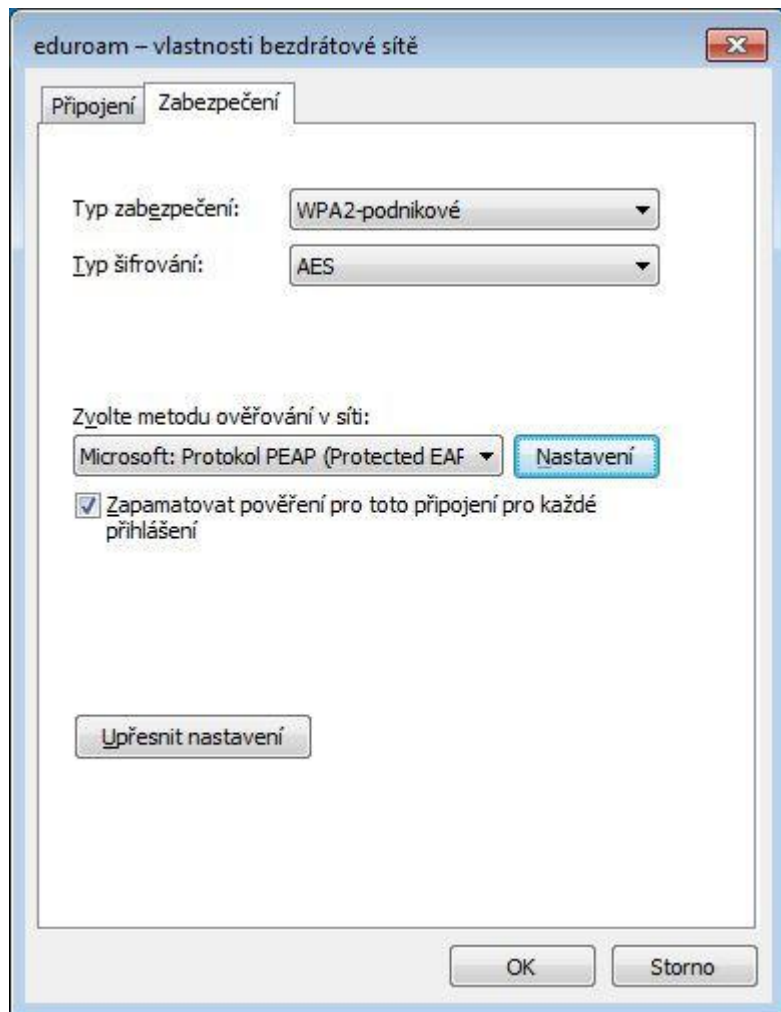 eduroam – vlastnosti bezdrátové sítě
Připojení
Zabezpečení
Typ zabezpečení:
WPA2-podnikové
Typ šifrování:
AES
Zvolte metodu ověřování v síti:
Microsoft: Protokol PEAP (Protected EAP
Nastavení
Zapamatovat pověření pro toto připojení pro každé
přihlášení
Upřesnit nastavení
OK
Storno